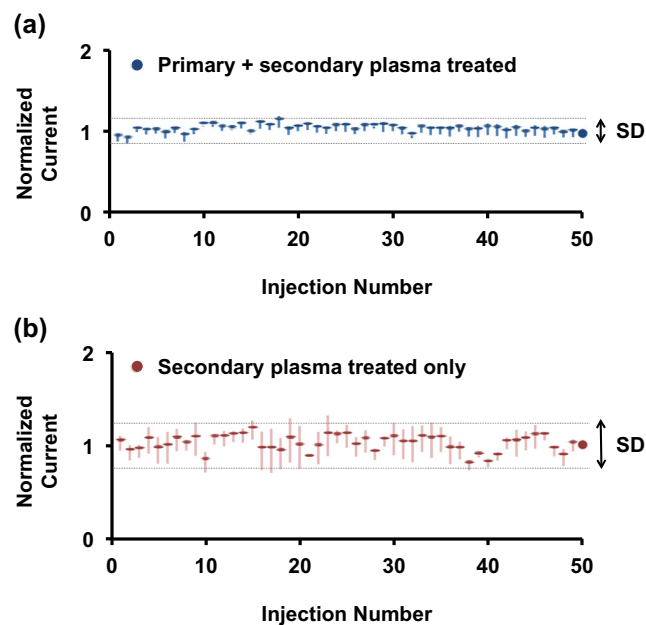 (a)
2
Primary + secondary plasma treated
Normalized
Current
1
SD
0
0 10 20 30 40 50
Injection Number
(b)
2
Secondary plasma treated only
Normalized
Current
1
SD
0
0 10 20 30 40 50
Injection Number